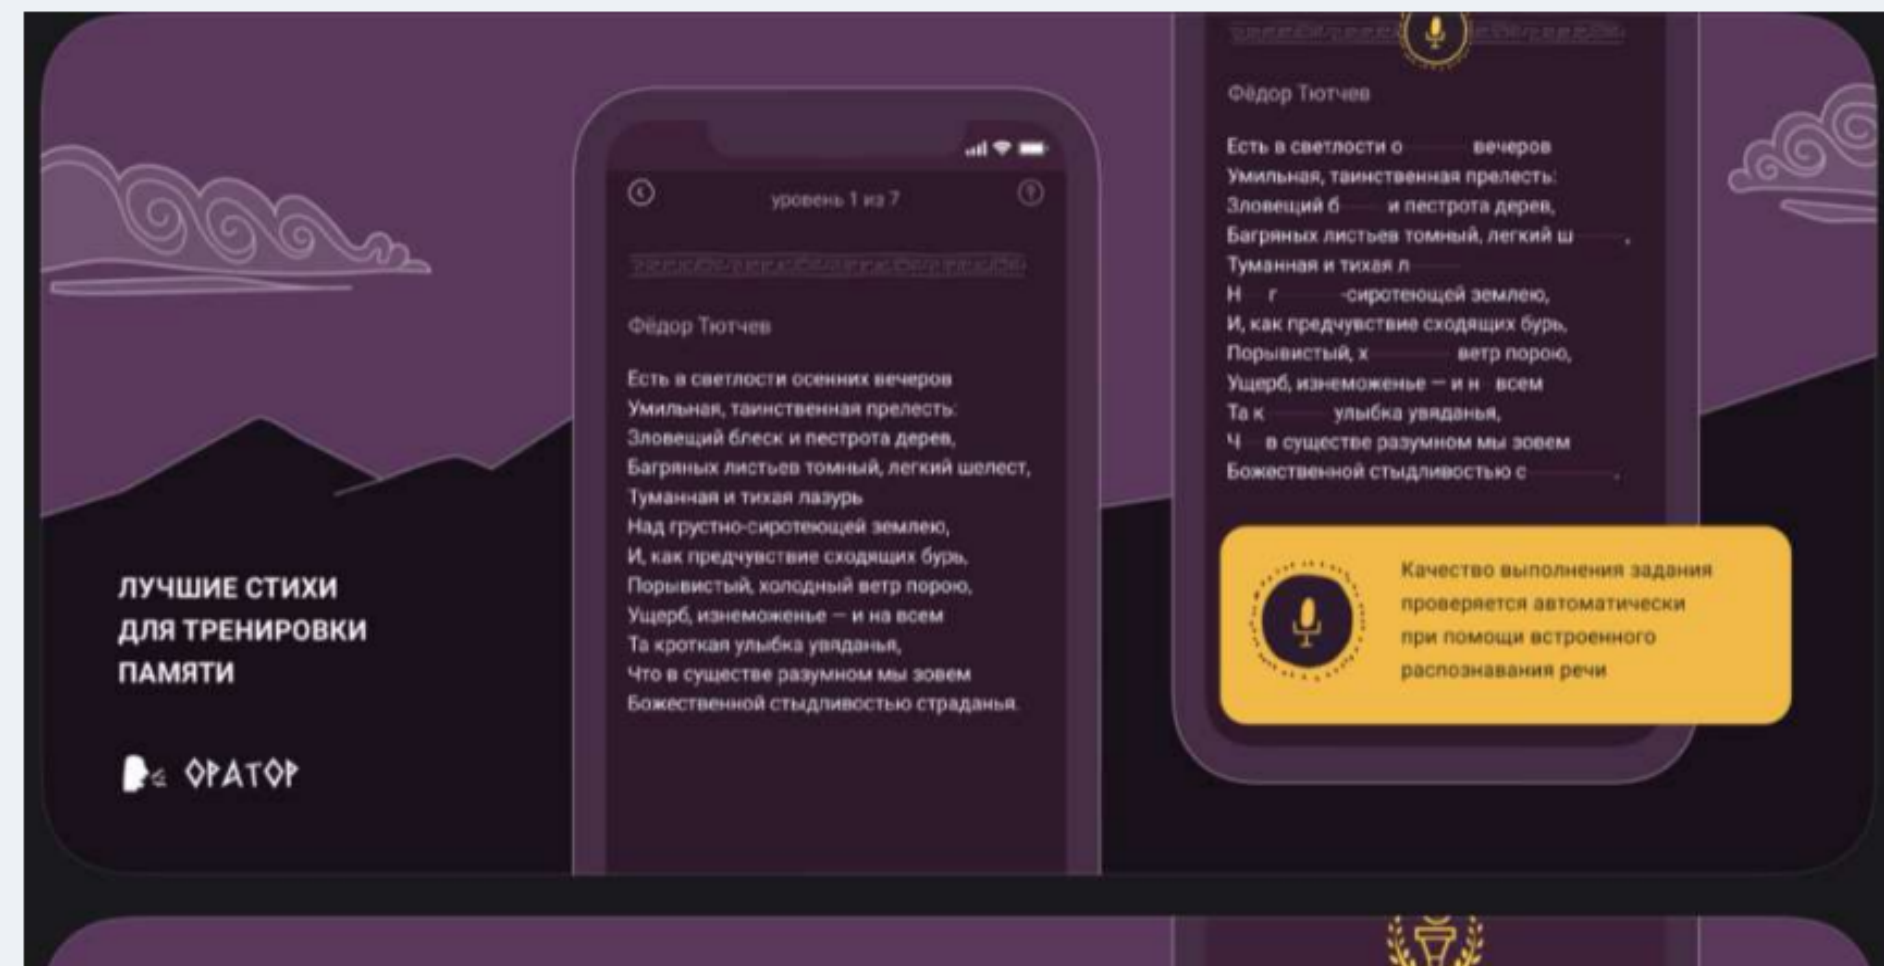 ЛУЧШИЕ СТИХИ
ДЛЯ ТРЕНИРОВКИ
ПАМЯТИ
ОРАТОР
уровень 1 из 7
Фёдор Тютчев
Есть в светлости осенних вечеров
Умильная, таинственная прелесть:
Зловещий блеск и пестрота дерев,
Багряных листьев томный, легкий шелест,
Туманная и тихая лазурь
Над грустно-сиротеющей землею,
И, как предчувствие сходящих бурь,
Порывистый, холодный ветр порою,
Ущерб, изнеможенье — и на всем
Та кроткая улыбка увяданья,
Что в существе разумном мы зовем
Божественной стыдливостью страданья.
Фёдор Тютчев
Есть в светлости о вечеров
Умильная, таинственная прелесть:
Зловещий б и пестрота дерев,
Багряных листьев томный, легкий ш ,
Туманная и тихая л
Н г -сиротеющей землею,
И, как предчувствие сходящих бурь,
Порывистый, х ветр порою,
Ущерб, изнеможенье — и н всем
Та к улыбка увяданья,
Ч в существе разумном мы зовем
Божественной стыдливостью с .
Качество выполнения задания
проверяется автоматически
при помощи встроенного
распознавания речи